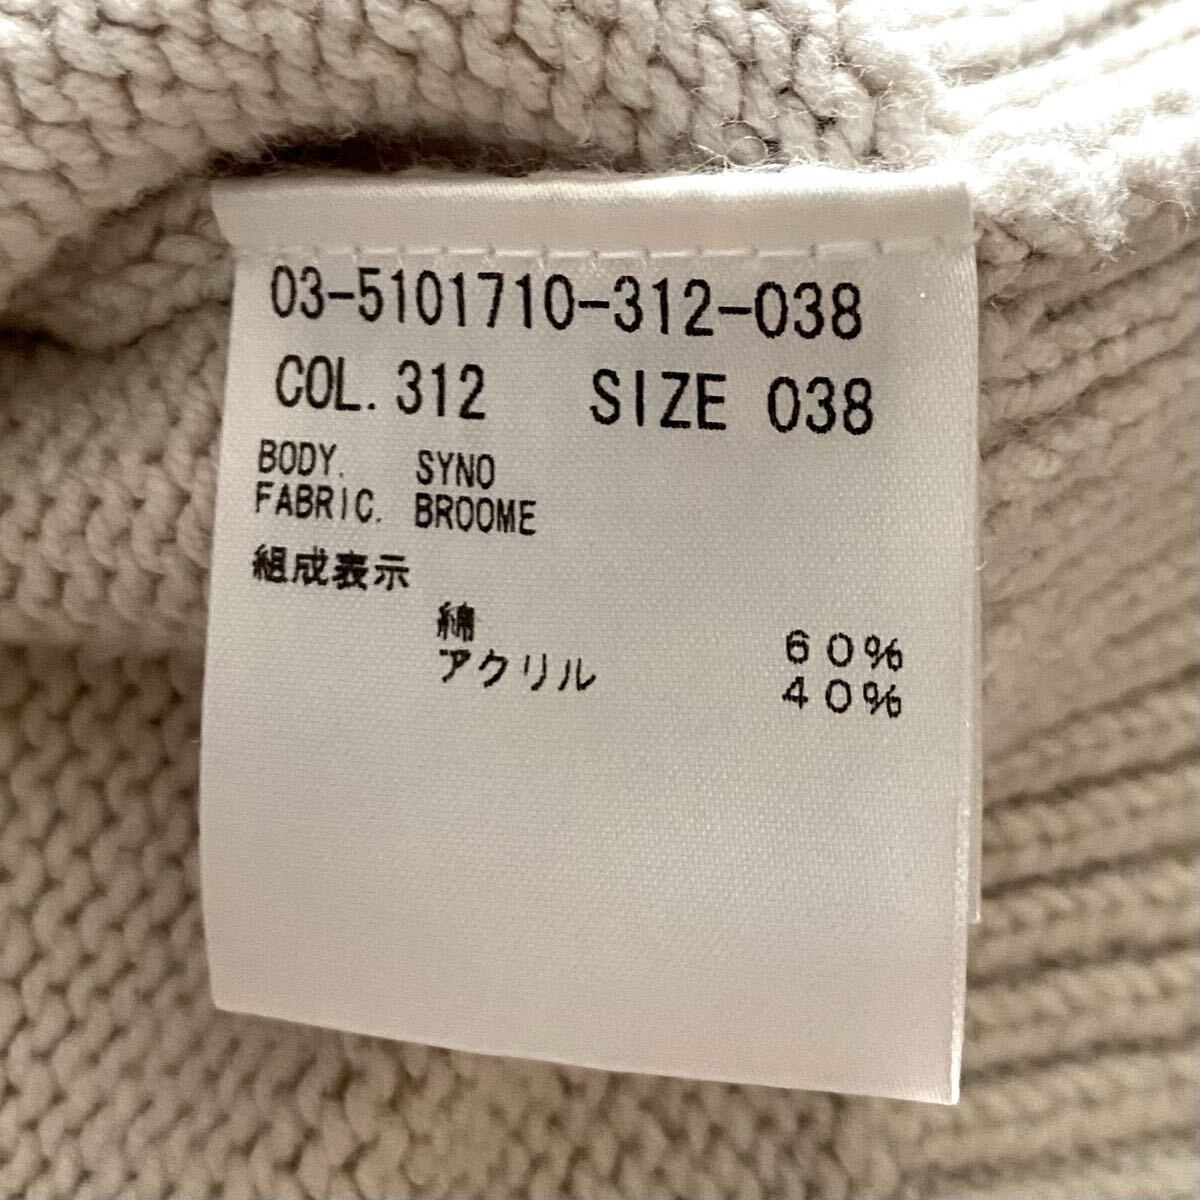 03-5101710-312-038
COL. 312 SIZE 038
BODY. SYNO
FABRIC. BROOME
組成表示
綿 60%
アクリル 40%